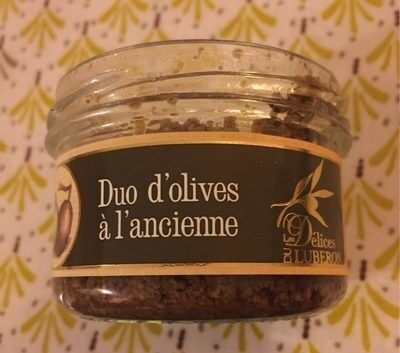 Duo d'olives
à l'ancienne
Délices
DU LUBERON